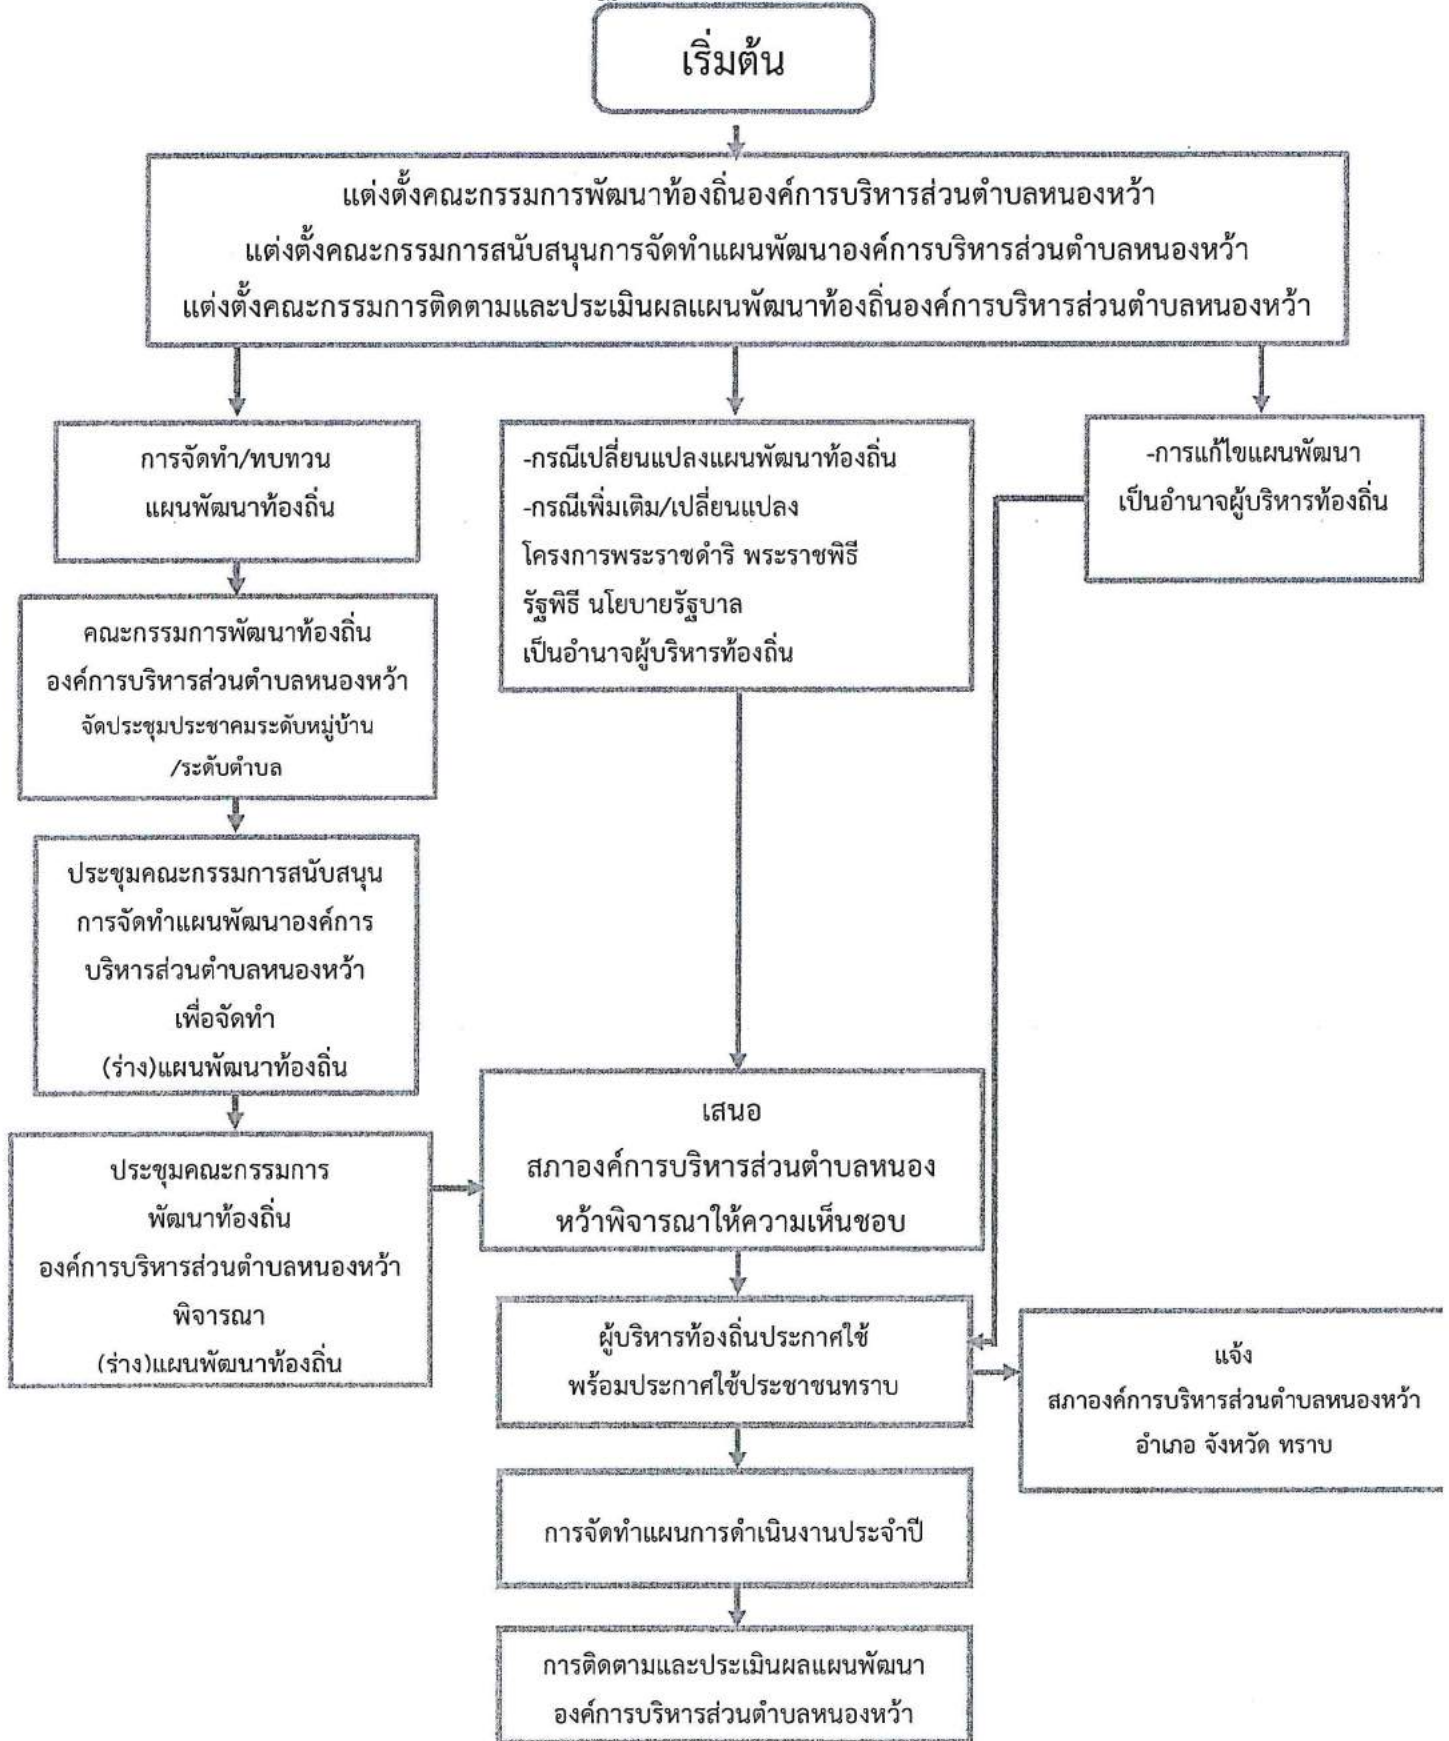 เริ่มต้น
แต่งตั้งคณะกรรมการพัฒนาท้องถิ่นองค์การบริหารส่วนตำบลหนองหว้า
แต่งตั้งคณะกรรมการสนับสนุนการจัดทำแผนพัฒนาองค์การบริหารส่วนตำบลหนองหว้า
แต่งตั้งคณะกรรมการติดตามและประเมินผลแผนพัฒนาท้องถิ่นองค์การบริหารส่วนตำบลหนองหว้า
การจัดทำ/ทบทวน
แผนพัฒนาท้องถิ่น
-กรณีเปลี่ยนแปลงแผนพัฒนาท้องถิ่น
-กรณีเพิ่มเติม/เปลี่ยนแปลง
โครงการพระราชดำริ พระราชพิธี
รัฐพิธี นโยบายรัฐบาล
เป็นอำนาจผู้บริหารท้องถิ่น
-การแก้ไขแผนพัฒนา
เป็นอำนาจผู้บริหารท้องถิ่น
คณะกรรมการพัฒนาท้องถิ่น
องค์การบริหารส่วนตำบลหนองหว้า
จัดประชุมประชาคมระดับหมู่บ้าน
/ระดับตำบล
ประชุมคณะกรรมการสนับสนุน
การจัดทำแผนพัฒนาองค์การ
บริหารส่วนตำบลหนองหว้า
เพื่อจัดทำ
(ร่าง)แผนพัฒนาท้องถิ่น
ประชุมคณะกรรมการ
พัฒนาท้องถิ่น
องค์การบริหารส่วนตำบลหนองหว้า
พิจารณา
(ร่าง)แผนพัฒนาท้องถิ่น
เสนอ
สภาองค์การบริหารส่วนตำบลหนอง
หว้าพิจารณาให้ความเห็นชอบ
ผู้บริหารท้องถิ่นประกาศใช้
พร้อมประกาศใช้ประชาชนทราบ
แจ้ง
สภาองค์การบริหารส่วนตำบลหนองหว้า
อำเภอ จังหวัด ทราบ
การจัดทำแผนการดำเนินงานประจำปี
การติดตามและประเมินผลแผนพัฒนา
องค์การบริหารส่วนตำบลหนองหว้า